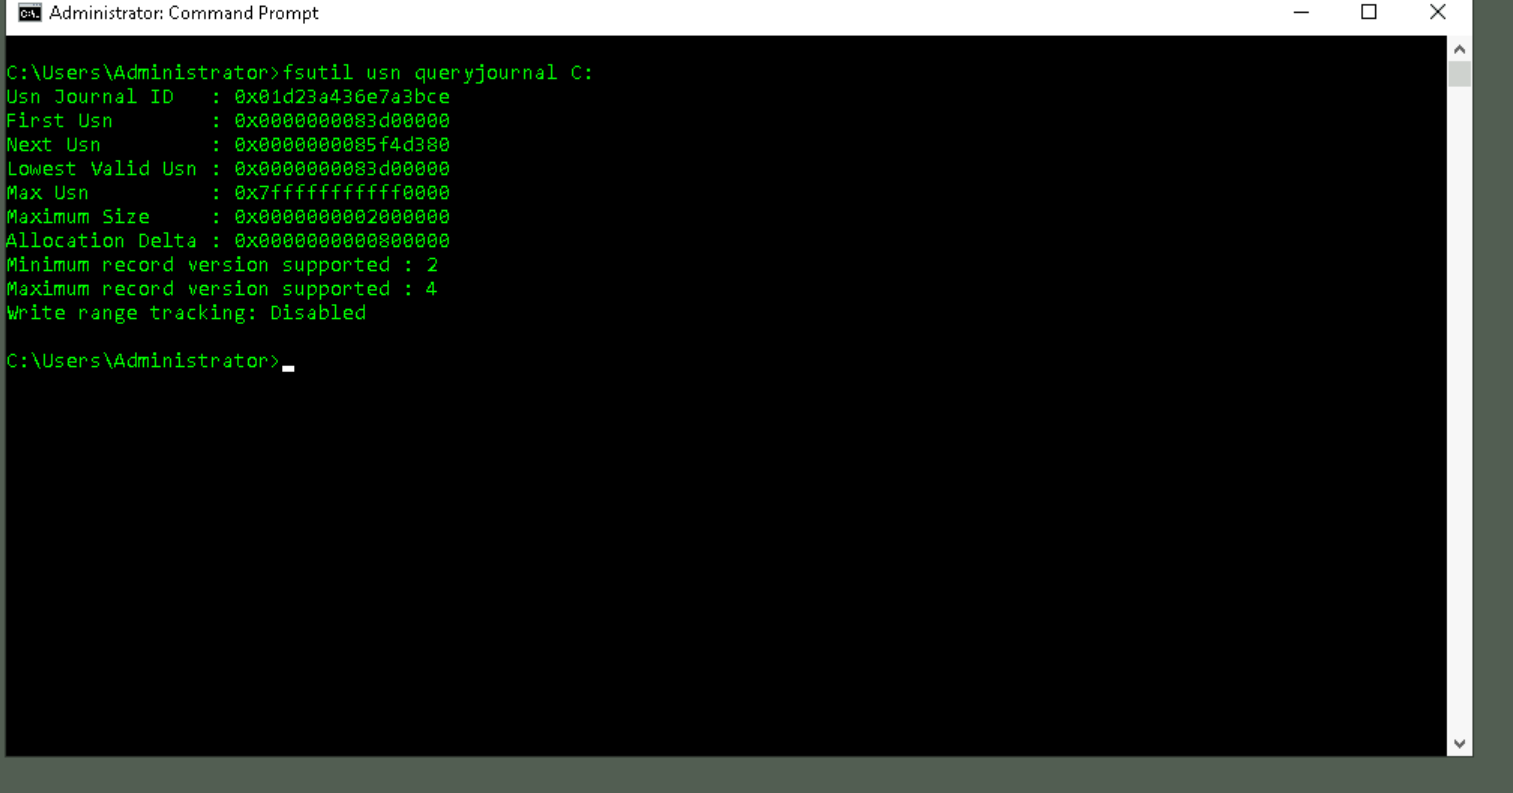 Administrator: Command Prompt
C:\Users\Administrator>fsutil usn queryjournal C:
Usn Journal ID   : 0x01d23a436e7a3bce
First Usn        : 0x0000000083d00000
Next Usn         : 0x0000000085f4d380
Lowest Valid Usn : 0x0000000083d00000
Max Usn          : 0x7fffffffffff0000
Maximum Size     : 0x0000000002000000
Allocation Delta : 0x0000000000800000
Minimum record version supported : 2
Maximum record version supported : 4
Write range tracking: Disabled
C:\Users\Administrator>